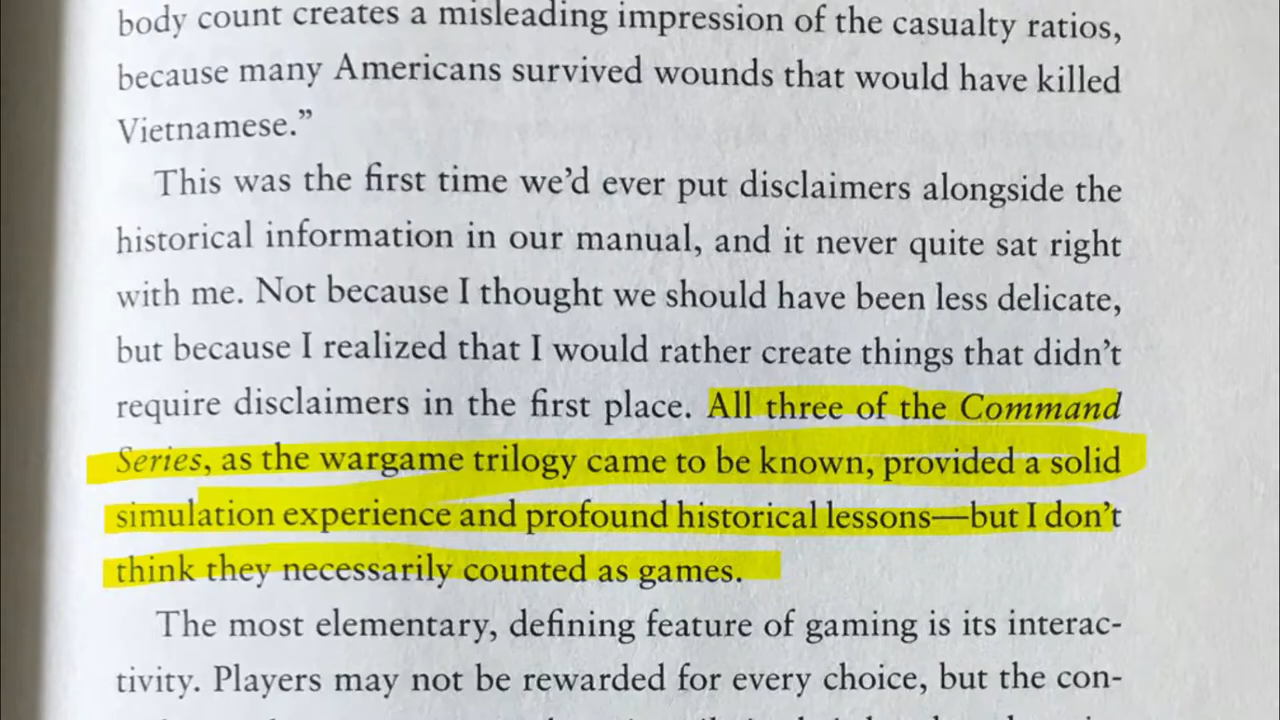 body count creates a misleading impression of the casualty ratios,
because many Americans survived wounds that would have killed
Vietnamese.”
This was the first time we’d ever put disclaimers alongside the
historical information in our manual, and it never quite sat right
with me. Not because I thought we should have been less delicate,
but because I realized that I would rather create things that didn’t
require disclaimers in the first place. All three of the Command
Series, as the wargame trilogy came to be known, provided a solid
simulation experience and profound historical lessons—but I don’t
think they necessarily counted as games.
The most elementary, defining feature of gaming is its interac-
tivity. Players may not be rewarded for every choice, but the con-